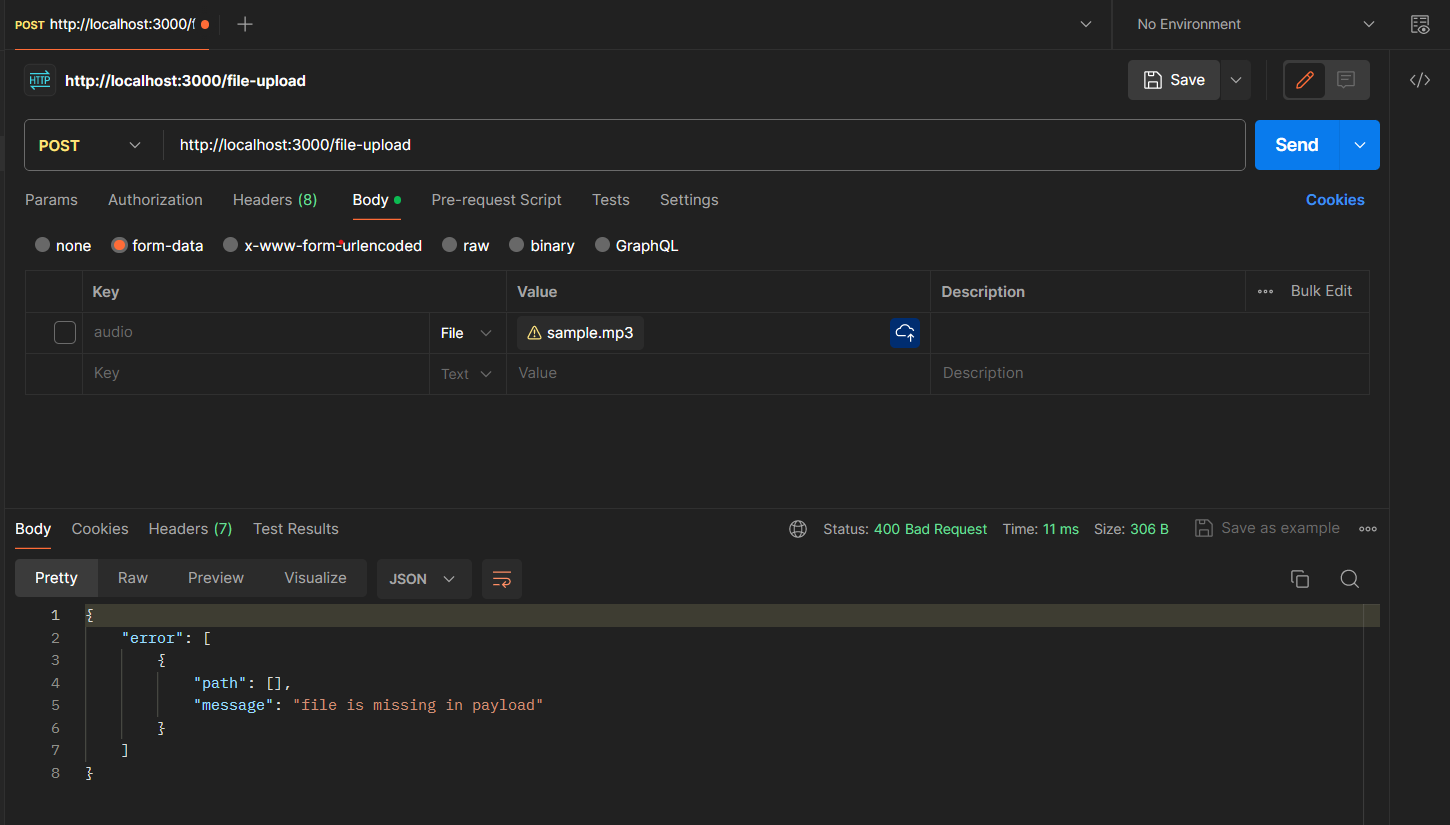 POST http://localhost:3000/f
No Environment
HTTP http://localhost:3000/file-upload
Save
POST http://localhost:3000/file-upload
Send
Params Authorization Headers (8) Body Pre-request Script Tests Settings Cookies
none form-data x-www-form-urlencoded raw binary GraphQL
Key Value Description Bulk Edit
audio File sample.mp3
Key Text Value Description
Body Cookies Headers (7) Test Results Status: 400 Bad Request Time: 11 ms Size: 306 B Save as example
Pretty Raw Preview Visualize JSON
1 {
2 "error": [
3 {
4 "path": [],
5 "message": "file is missing in payload"
6 }
7 ]
8 }